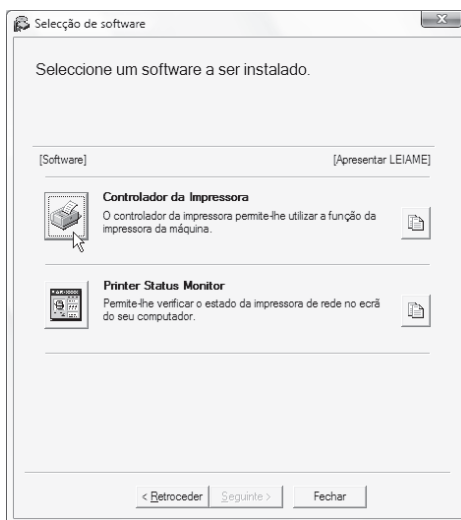 Selecção de software
X
Seleccione um software a ser instalado.
[Software] [Apresentar LEIAME]
Controlador da Impressora
O controlador da impressora permite-lhe utilizar a função da
impressora da máquina.
Printer Status Monitor
Permite-lhe verificar o estado da impressora de rede no ecrã
do seu computador.
< Retroceder Seguinte > Fechar